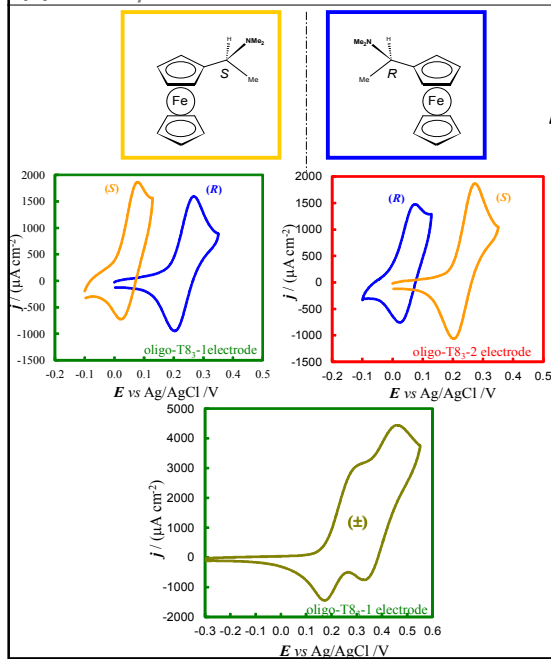 H
NMe₂
S
Me
Fe
H
Me₂N
R
Me
Fe
2000
1500
1000
500
0
-500
-1000
-1500
-0.2 -0.1 0.0 0.1 0.2 0.3 0.4 0.5
j / (µA cm⁻²)
E vs Ag/AgCl /V
(S)
(R)
oligo-T8₃-1electrode
2000
1500
1000
500
0
-500
-1000
-1500
-0.2 -0.1 0.0 0.1 0.2 0.3 0.4 0.5
j / (µA cm⁻²)
E vs Ag/AgCl /V
(R)
(S)
oligo-T8₃-2 electrode
5000
4000
3000
2000
1000
0
-1000
-2000
-0.3 -0.2 -0.1 0.0 0.1 0.2 0.3 0.4 0.5 0.6
j / (µA cm⁻²)
E vs Ag/AgCl /V
(±)
oligo-T8₃-1 electrode